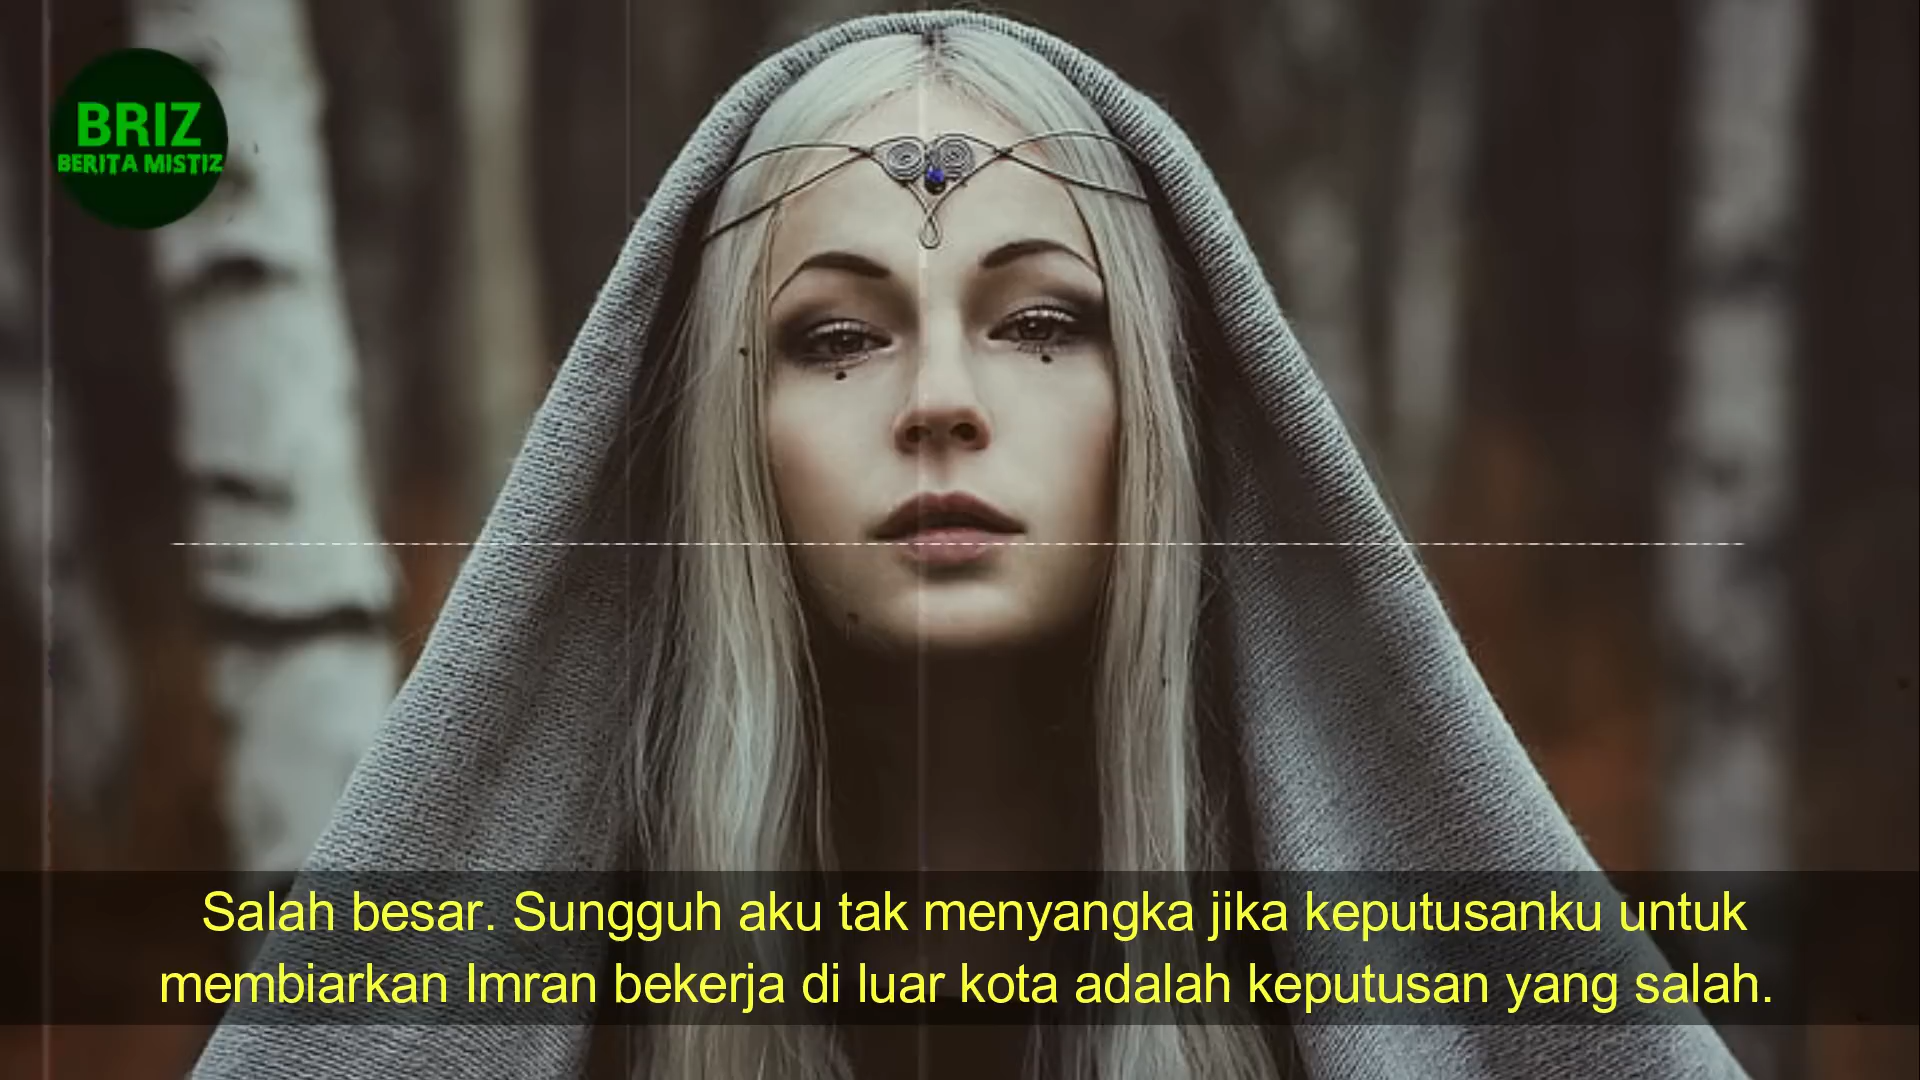 BRIZ
BERITA MISTIZ
Salah besar. Sungguh aku tak menyangka jika keputusanku untuk
membiarkan Imran bekerja di luar kota adalah keputusan yang salah.